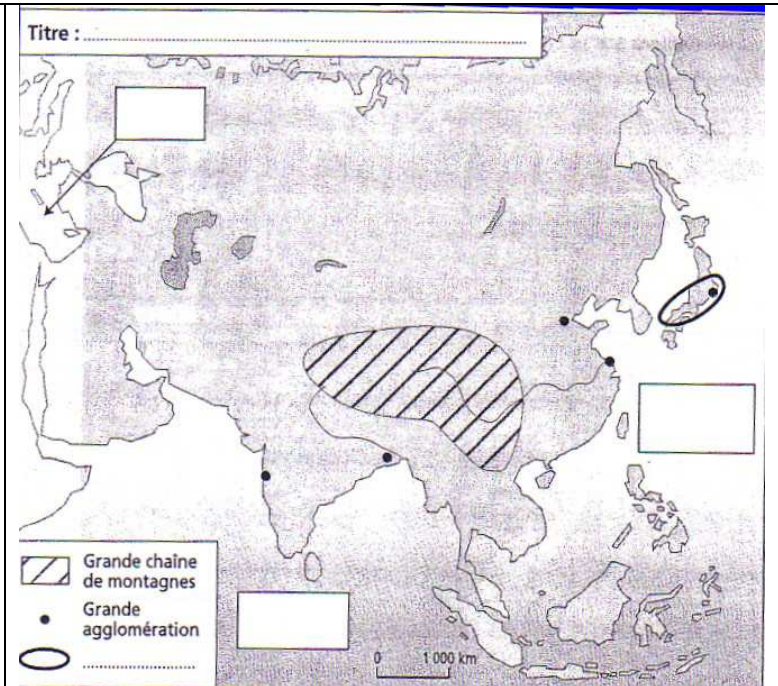 Titre : ..........................................................................................
Grande chaîne
de montagnes
Grande
agglomération
..........................
0 1 000 km